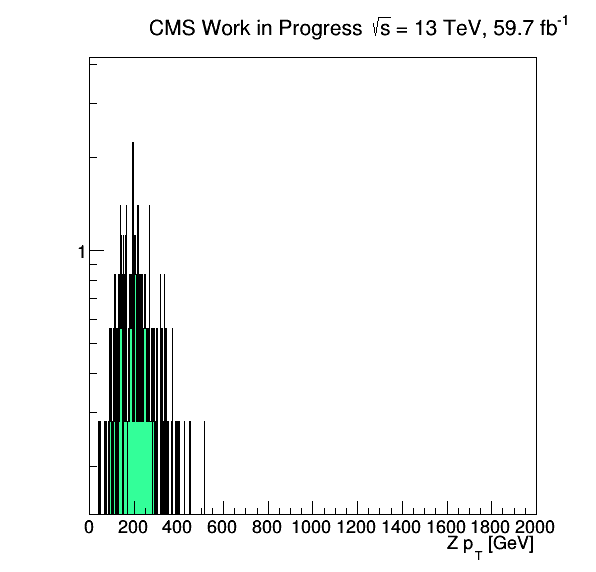 CMS Work in Progress √s = 13 TeV, 59.7 fb⁻¹
1
0 200 400 600 800 1000 1200 1400 1600 1800 2000
Z p_T [GeV]